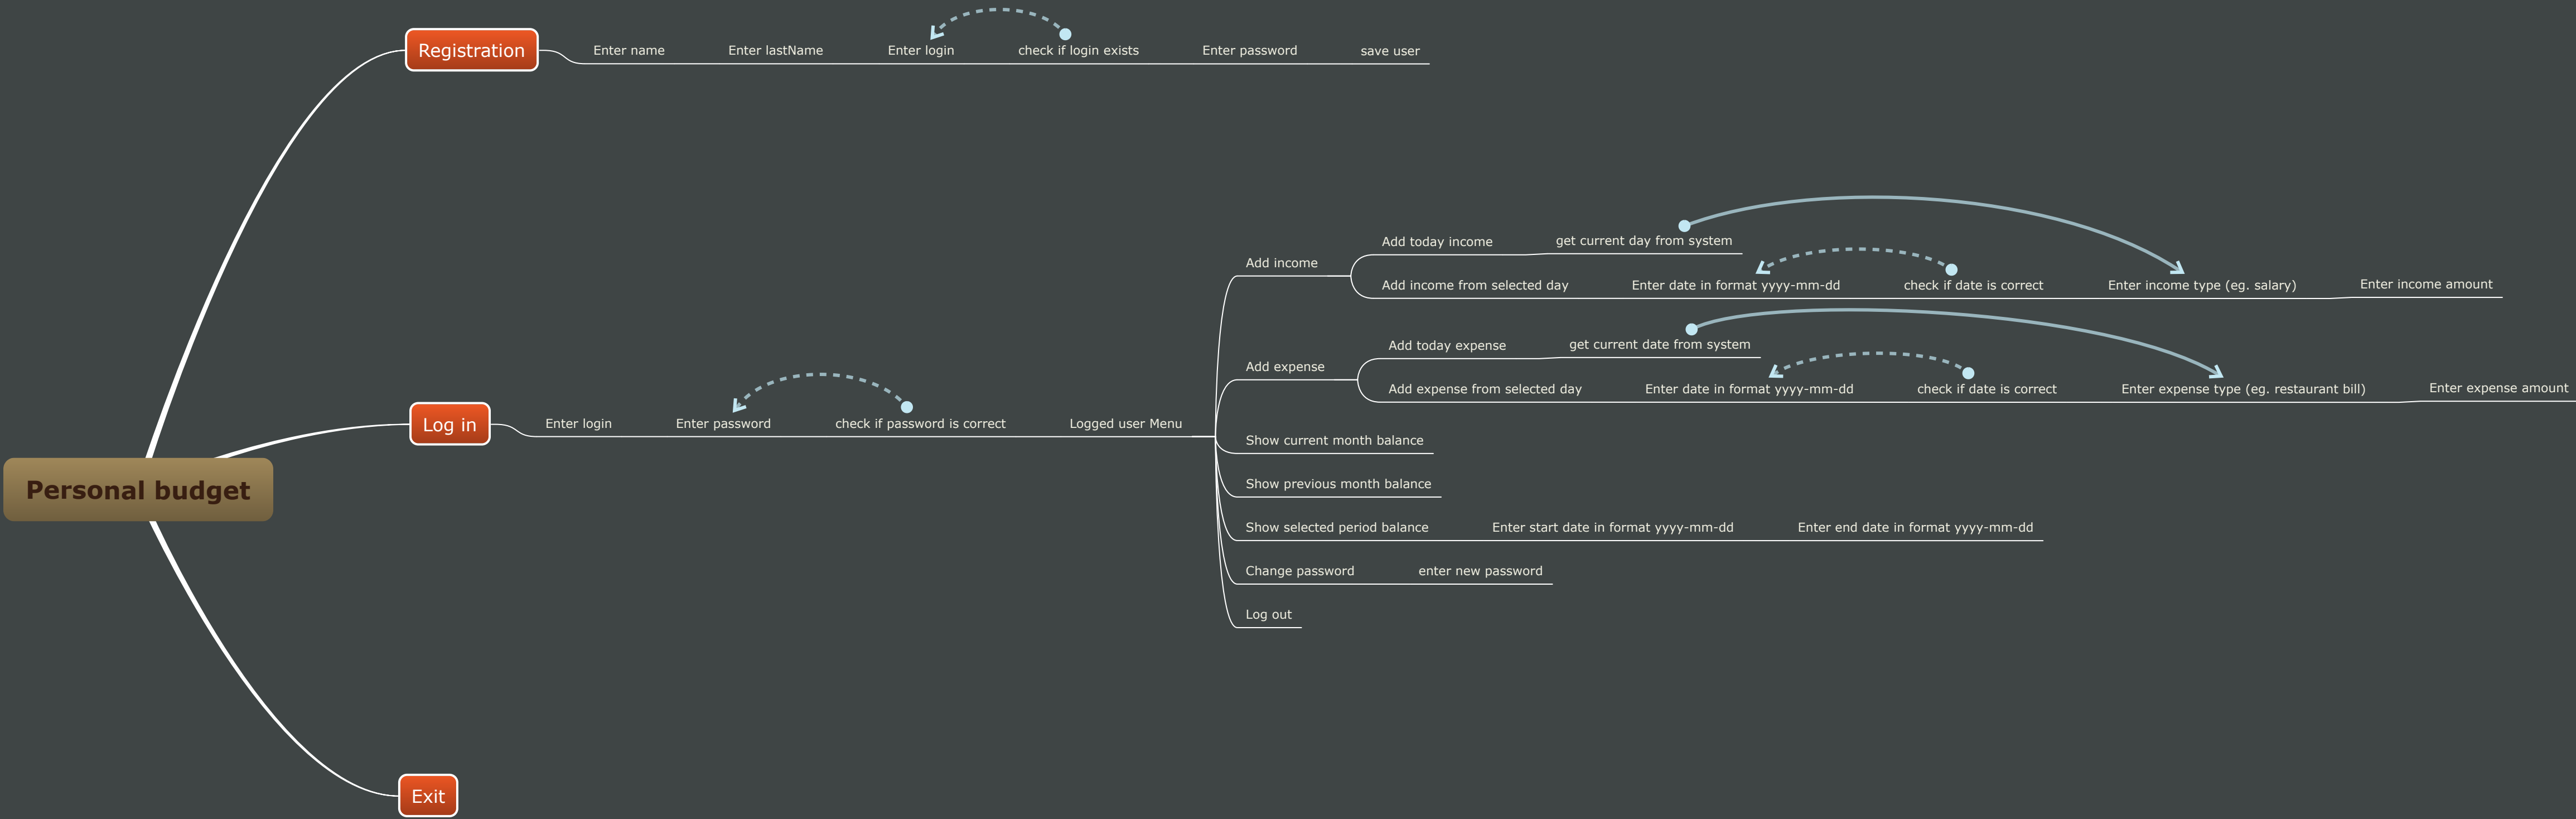 Registration
Enter name
Enter lastName
Enter login
check if login exists
Enter password
save user
Add today income
get current day from system
Add income
Add income from selected day
Enter date in format yyyy-mm-dd
check if date is correct
Enter income type (eg. salary)
Enter income amount
Add today expense
get current date from system
Add expense
Add expense from selected day
Enter date in format yyyy-mm-dd
check if date is correct
Enter expense type (eg. restaurant bill)
Enter expense amount
Log in
Enter login
Enter password
check if password is correct
Logged user Menu
Show current month balance
Show previous month balance
Personal budget
Show selected period balance
Enter start date in format yyyy-mm-dd
Enter end date in format yyyy-mm-dd
Change password
enter new password
Log out
Exit